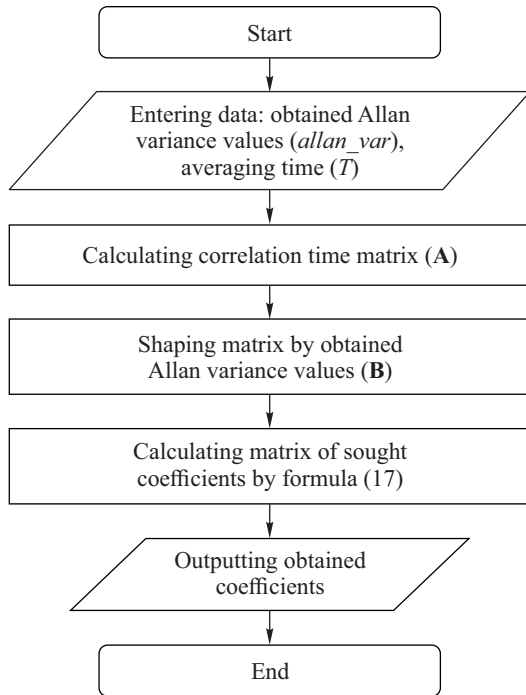 Start
Entering data: obtained Allan
variance values (allan_var),
averaging time (T)
Calculating correlation time matrix (A)
Shaping matrix by obtained
Allan variance values (B)
Calculating matrix of sought
coefficients by formula (17)
Outputting obtained
coefficients
End